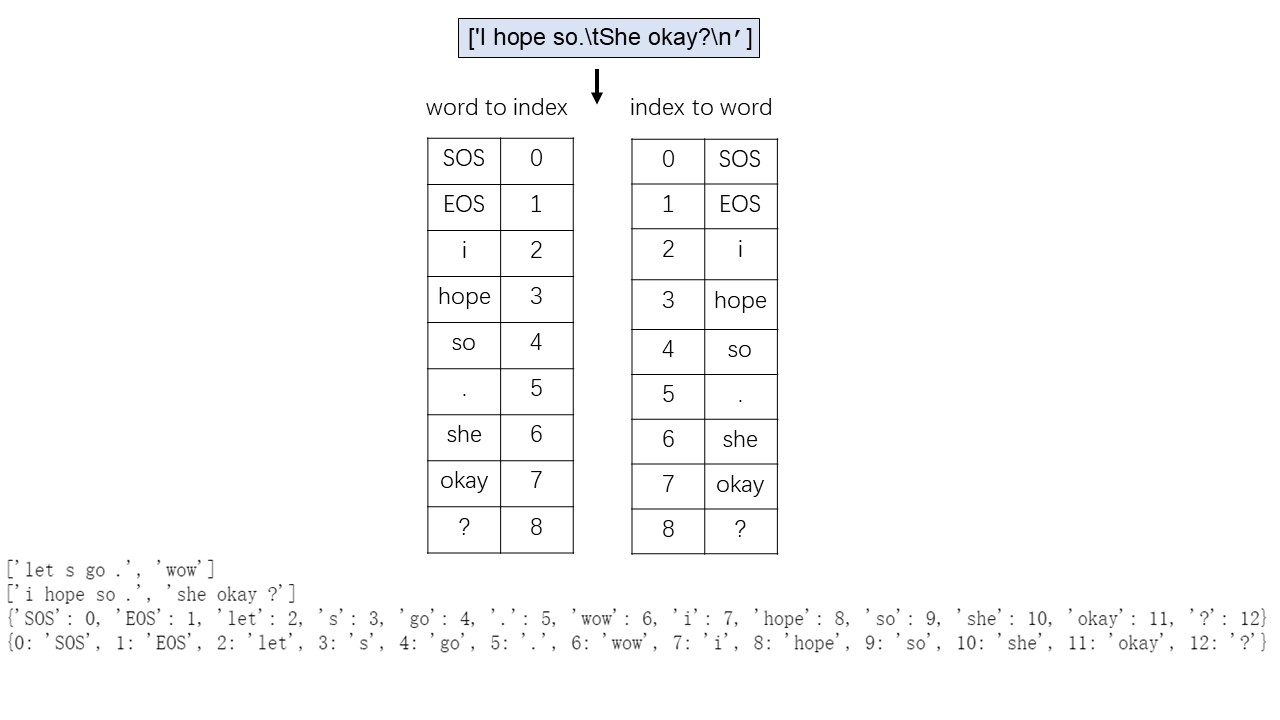 ['I hope so.\tShe okay?\n’]
word to index
SOS 0
EOS 1
i 2
hope 3
so 4
. 5
she 6
okay 7
? 8
index to word
0 SOS
1 EOS
2 i
3 hope
4 so
5 .
6 she
7 okay
8 ?
['let s go .', 'wow']
['i hope so .', 'she okay ?']
{'SOS': 0, 'EOS': 1, 'let': 2, 's': 3, 'go': 4, '.': 5, 'wow': 6, 'i': 7, 'hope': 8, 'so': 9, 'she': 10, 'okay': 11, '?': 12}
{0: 'SOS', 1: 'EOS', 2: 'let', 3: 's', 4: 'go', 5: '.', 6: 'wow', 7: 'i', 8: 'hope', 9: 'so', 10: 'she', 11: 'okay', 12: '?'}